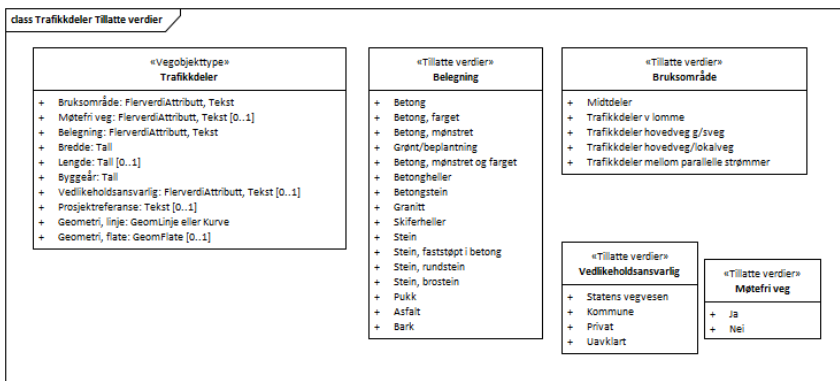 class Trafikkdeler Tillatte verdier
«Vegobjekttype»
Trafikkdeler
+ Bruksområde: FlerverdiAttributt, Tekst
+ Møtefri veg: FlerverdiAttributt, Tekst [0..1]
+ Belegning: FlerverdiAttributt, Tekst
+ Bredde: Tall
+ Lengde: Tall [0..1]
+ Byggeår: Tall
+ Vedlikeholdsansvarlig: FlerverdiAttributt, Tekst [0..1]
+ Prosjektreferanse: Tekst [0..1]
+ Geometri, linje: GeomLinje eller Kurve
+ Geometri, flate: GeomFlate [0..1]
«Tillatte verdier»
Belegning
+ Betong
+ Betong, farget
+ Betong, mønstret
+ Grønt/beplantning
+ Betong, mønstret og farget
+ Betongheller
+ Betongstein
+ Granitt
+ Skiferheller
+ Stein
+ Stein, faststøpt i betong
+ Stein, rundstein
+ Stein, brostein
+ Pukk
+ Asfalt
+ Bark
«Tillatte verdier»
Bruksområde
+ Midtdeler
+ Trafikkdeler v lomme
+ Trafikkdeler hovedveg g/sveg
+ Trafikkdeler hovedveg/lokalveg
+ Trafikkdeler mellom parallelle strømmer
«Tillatte verdier»
Vedlikeholdsansvarlig
+ Statens vegvesen
+ Kommune
+ Privat
+ Uavklart
«Tillatte verdier»
Møtefri veg
+ Ja
+ Nei